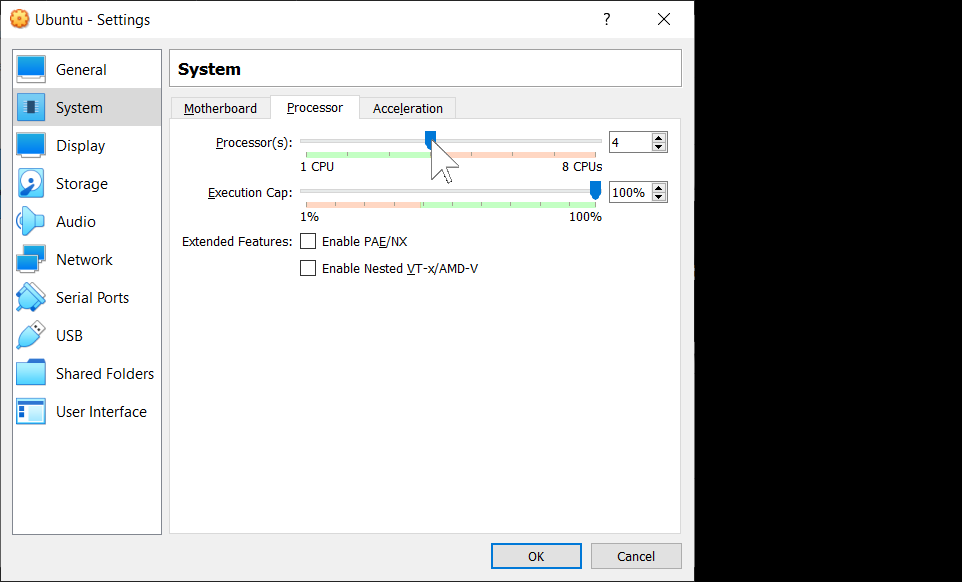 Ubuntu - Settings
?
General
System
Display
Storage
Audio
Network
Serial Ports
USB
Shared Folders
User Interface
System
Motherboard Processor Acceleration
Processor(s): 4
1 CPU 8 CPUs
Execution Cap: 100%
1% 100%
Extended Features: Enable PAE/NX
Enable Nested VT-x/AMD-V
OK Cancel